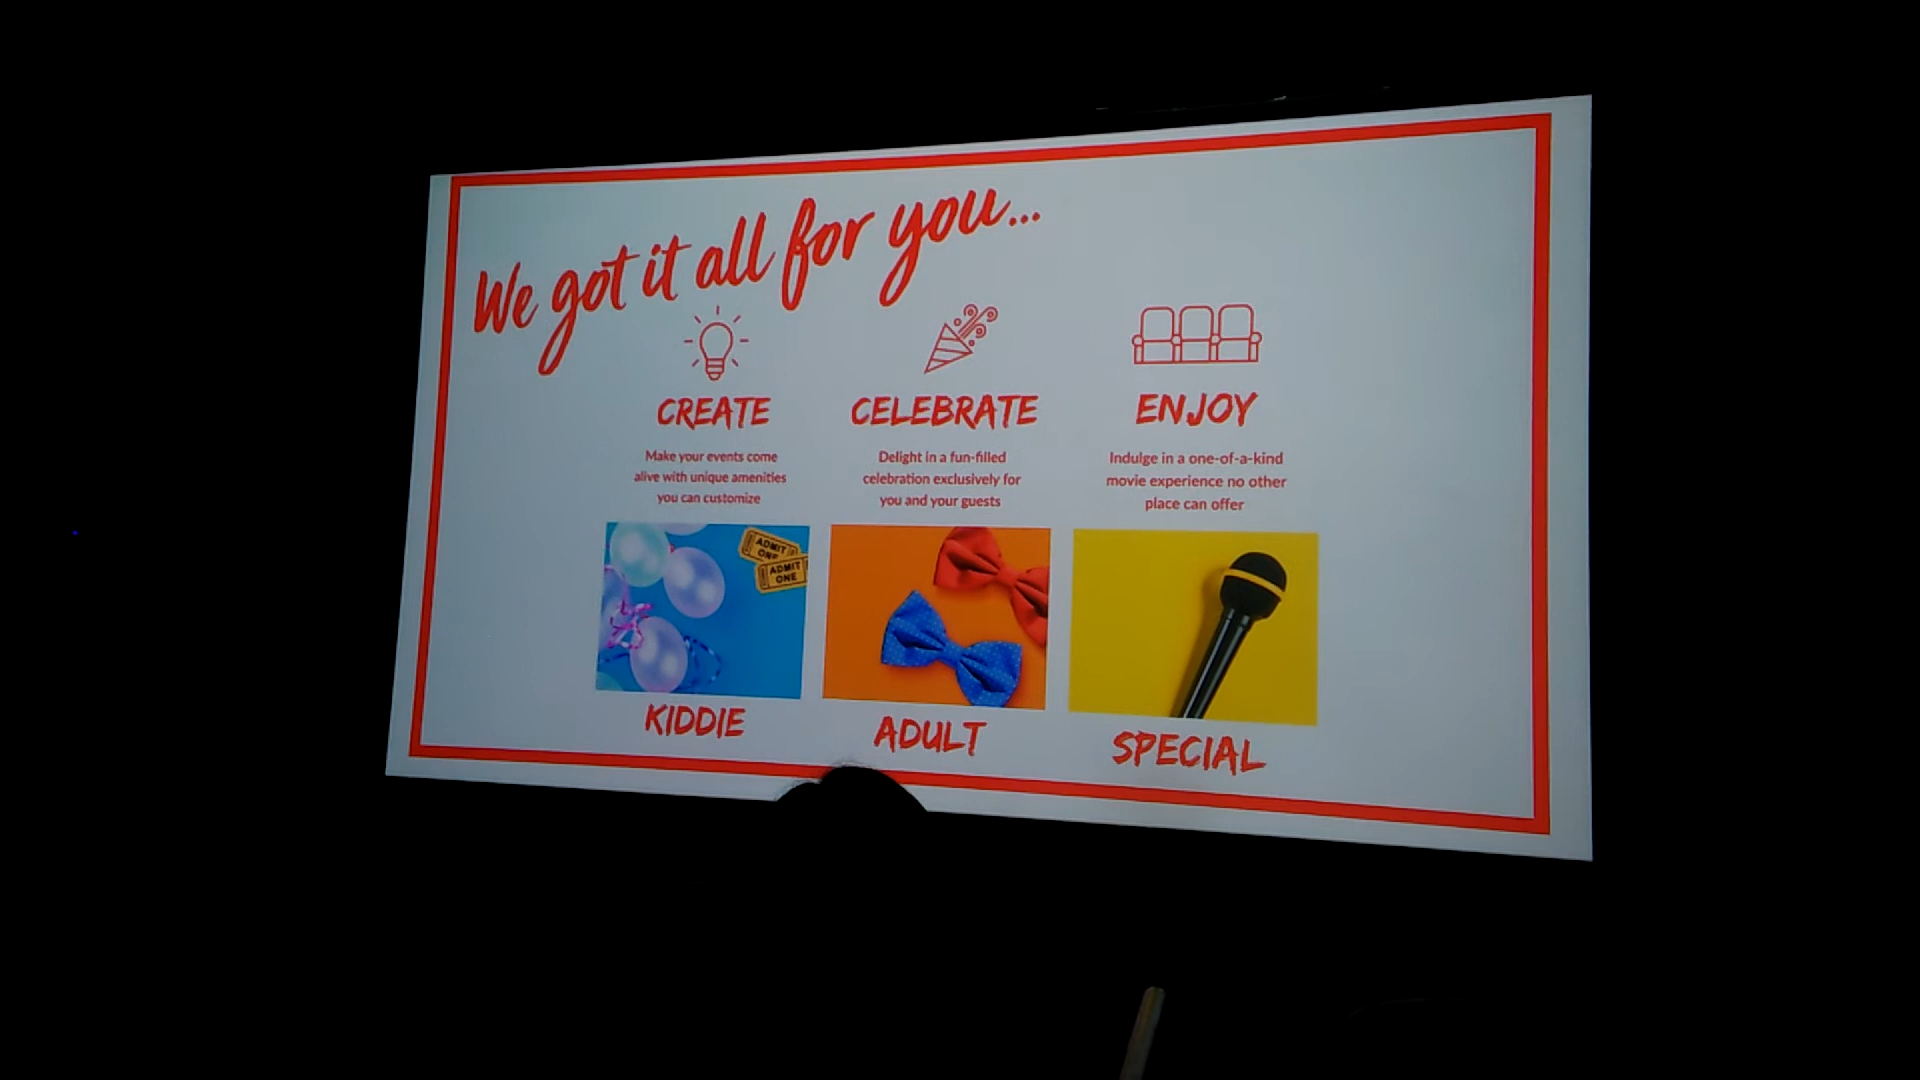 We got it all for you...
CREATE
Make your events come
alive with unique amenities
you can customize
CELEBRATE
Delight in a fun-filled
celebration exclusively for
you and your guests
ENJOY
Indulge in a one-of-a-kind
movie experience no other
place can offer
ADMIT
ONE
ADMIT
ONE
KIDDIE
ADULT
SPECIAL